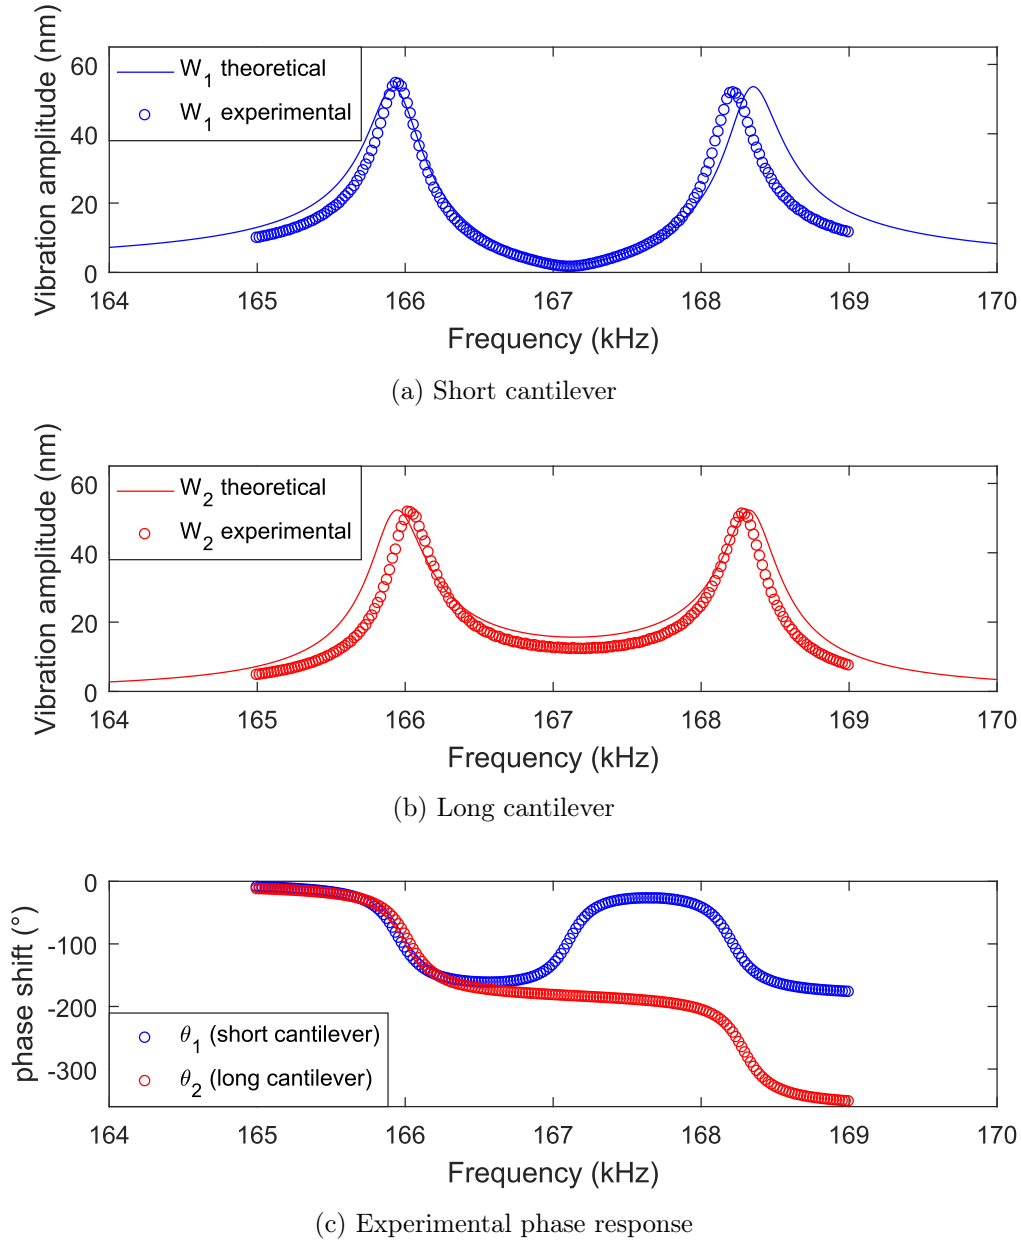 Vibration amplitude (nm)
60
40
20
0
W1 theoretical
W1 experimental
164 165 166 167 168 169 170
Frequency (kHz)
(a) Short cantilever
Vibration amplitude (nm)
60
40
20
0
W2 theoretical
W2 experimental
164 165 166 167 168 169 170
Frequency (kHz)
(b) Long cantilever
phase shift (°)
0
-100
-200
-300
θ1 (short cantilever)
θ2 (long cantilever)
164 165 166 167 168 169 170
Frequency (kHz)
(c) Experimental phase response